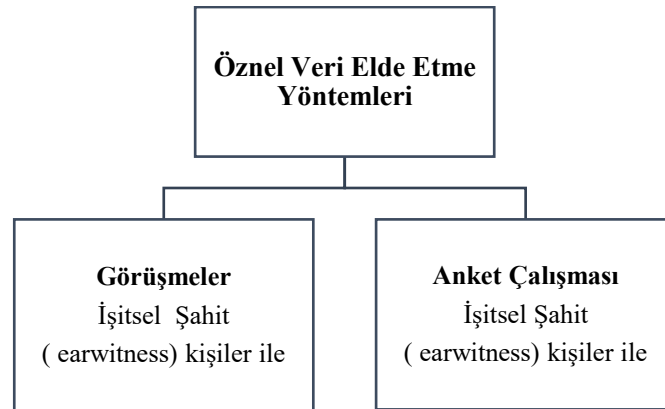 Öznel Veri Elde Etme
Yöntemleri
Görüşmeler
İşitsel  Şahit
( earwitness) kişiler ile
Anket Çalışması
İşitsel Şahit
( earwitness) kişiler ile